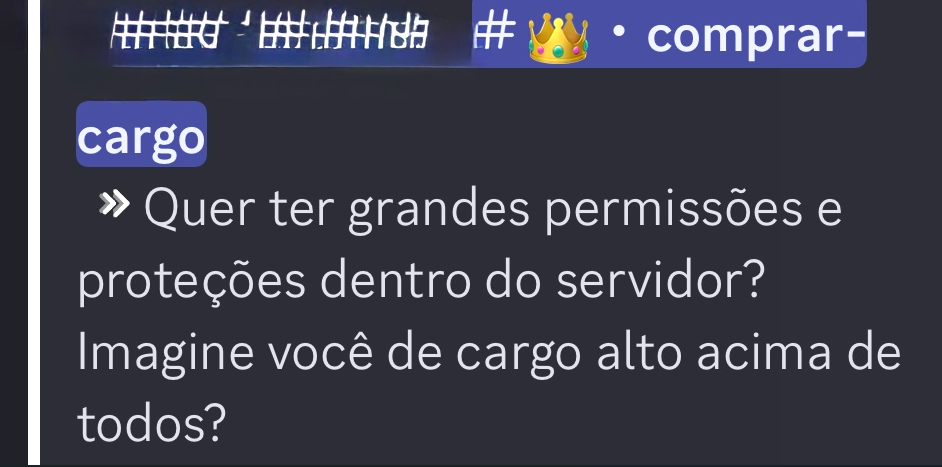 # 👑 • comprar-
cargo
» Quer ter grandes permissões e
proteções dentro do servidor?
Imagine você de cargo alto acima de
todos?